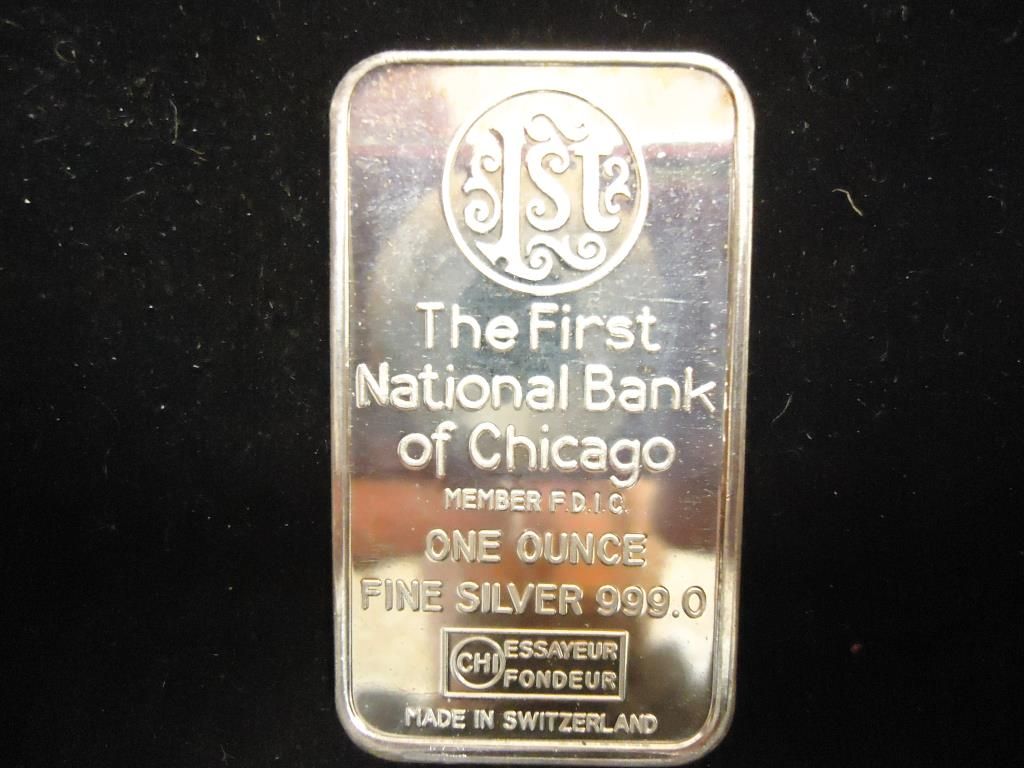 1st
The First
National Bank
of Chicago
MEMBER F.D.I.C.
ONE OUNCE
FINE SILVER 999.0
CHI ESSAYEUR
FONDEUR
MADE IN SWITZERLAND